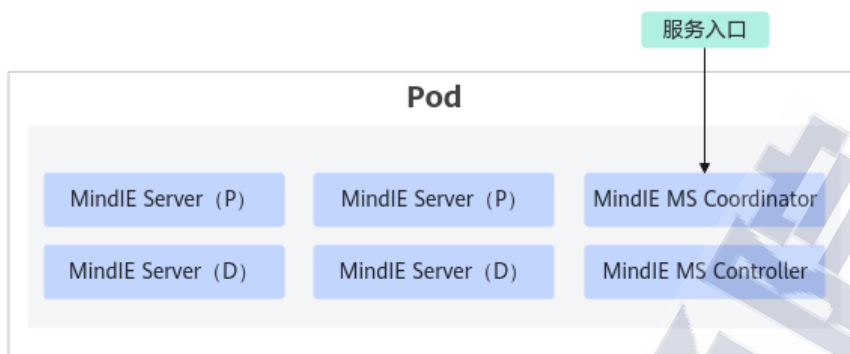 服务入口
Pod
MindIE Server（P）
MindIE Server（P）
MindIE MS Coordinator
MindIE Server（D）
MindIE Server（D）
MindIE MS Controller